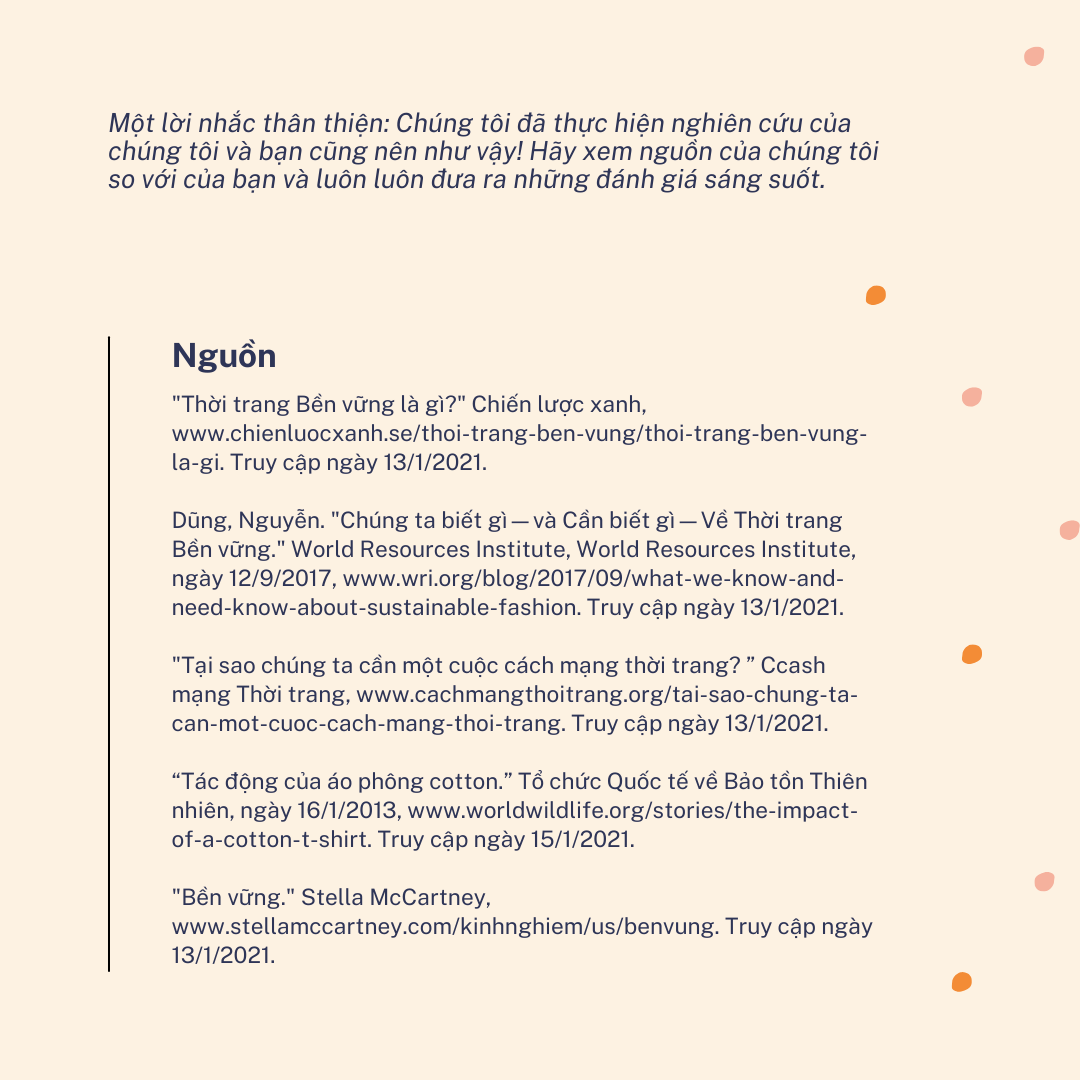 Một lời nhắc thân thiện: Chúng tôi đã thực hiện nghiên cứu của
chúng tôi và bạn cũng nên như vậy! Hãy xem nguồn của chúng tôi
so với của bạn và luôn luôn đưa ra những đánh giá sáng suốt.
Nguồn
"Thời trang Bền vững là gì?" Chiến lược xanh,
www.chienluocxanh.se/thoi-trang-ben-vung/thoi-trang-ben-vung-
la-gi. Truy cập ngày 13/1/2021.
Dũng, Nguyễn. "Chúng ta biết gì — và Cần biết gì — Về Thời trang
Bền vững." World Resources Institute, World Resources Institute,
ngày 12/9/2017, www.wri.org/blog/2017/09/what-we-know-and-
need-know-about-sustainable-fashion. Truy cập ngày 13/1/2021.
"Tại sao chúng ta cần một cuộc cách mạng thời trang? ” Ccash
mạng Thời trang, www.cachmangthoitrang.org/tai-sao-chung-ta-
can-mot-cuoc-cach-mang-thoi-trang. Truy cập ngày 13/1/2021.
“Tác động của áo phông cotton.” Tổ chức Quốc tế về Bảo tồn Thiên
nhiên, ngày 16/1/2013, www.worldwildlife.org/stories/the-impact-
of-a-cotton-t-shirt. Truy cập ngày 15/1/2021.
"Bền vững." Stella McCartney,
www.stellamccartney.com/kinhnghiem/us/benvung. Truy cập ngày
13/1/2021.